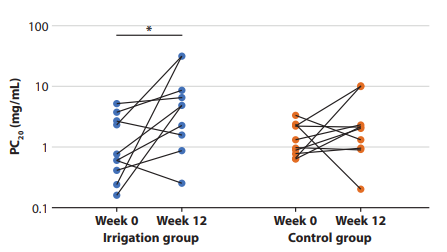 100
*
10
1
0.1
PC20 (mg/mL)
Week 0 Week 12 Week 0 Week 12
Irrigation group Control group